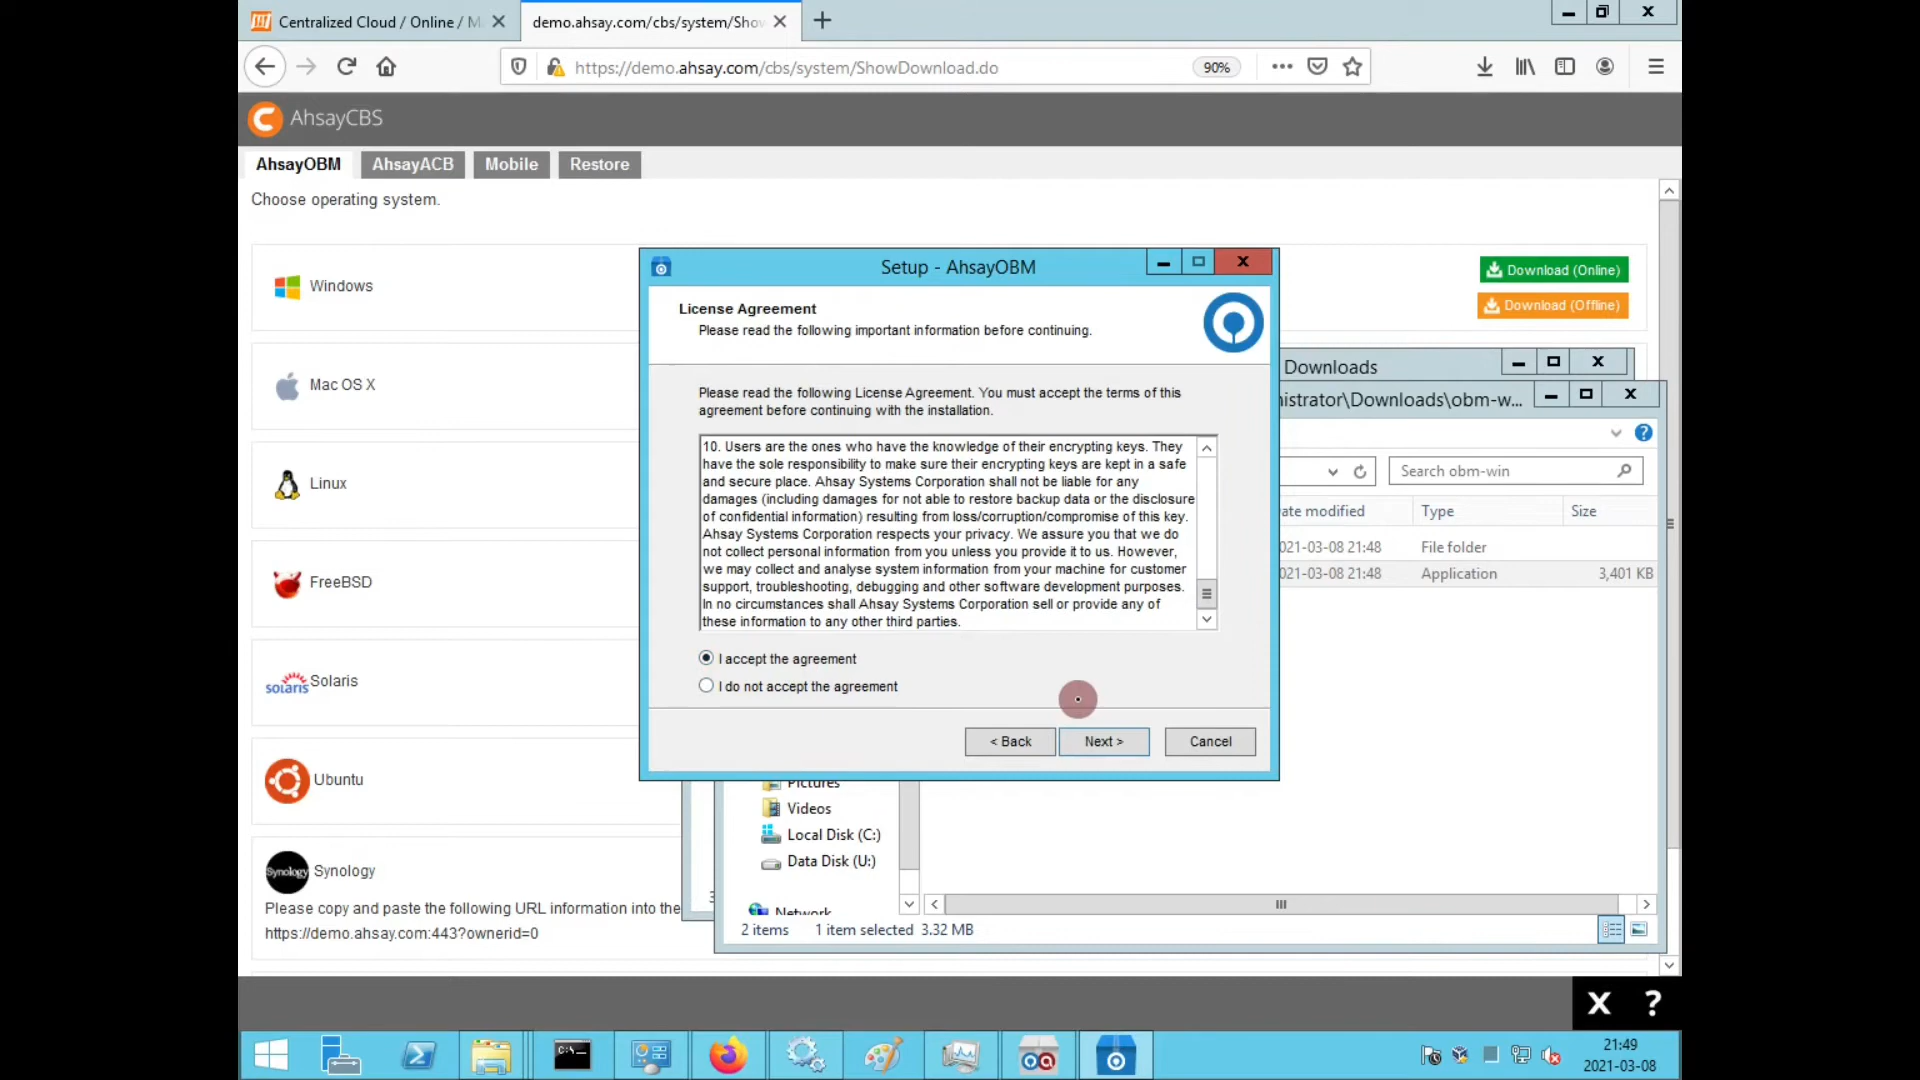 Centralized Cloud / Online / M
demo.ahsay.com/cbs/system/Sho
https://demo.ahsay.com/cbs/system/ShowDownload.do
90%
AhsayCBS
AhsayOBM
AhsayACB
Mobile
Restore
Choose operating system.
Windows
Download (Online)
Download (Offline)
Mac OS X
Linux
FreeBSD
solaris
Solaris
Ubuntu
Synology
Synology
Please copy and paste the following URL information into the
https://demo.ahsay.com:443?ownerid=0
Setup - AhsayOBM
License Agreement
Please read the following important information before continuing.
Please read the following License Agreement. You must accept the terms of this
agreement before continuing with the installation.
10. Users are the ones who have the knowledge of their encrypting keys. They
have the sole responsibility to make sure their encrypting keys are kept in a safe
and secure place. Ahsay Systems Corporation shall not be liable for any
damages (including damages for not able to restore backup data or the disclosure
of confidential information) resulting from loss/corruption/compromise of this key.
Ahsay Systems Corporation respects your privacy. We assure you that we do
not collect personal information from you unless you provide it to us. However,
we may collect and analyse system information from your machine for customer
support, troubleshooting, debugging and other software development purposes.
In no circumstances shall Ahsay Systems Corporation sell or provide any of
these information to any other third parties.
I accept the agreement
I do not accept the agreement
< Back
Next >
Cancel
Downloads
nistrator\Downloads\obm-w...
Search obm-win
ate modified
Type
Size
021-03-08 21:48
File folder
021-03-08 21:48
Application
3,401 KB
Pictures
Videos
Local Disk (C:)
Data Disk (U:)
Network
2 items
1 item selected 3.32 MB
X ?
C:\_
21:49
2021-03-08